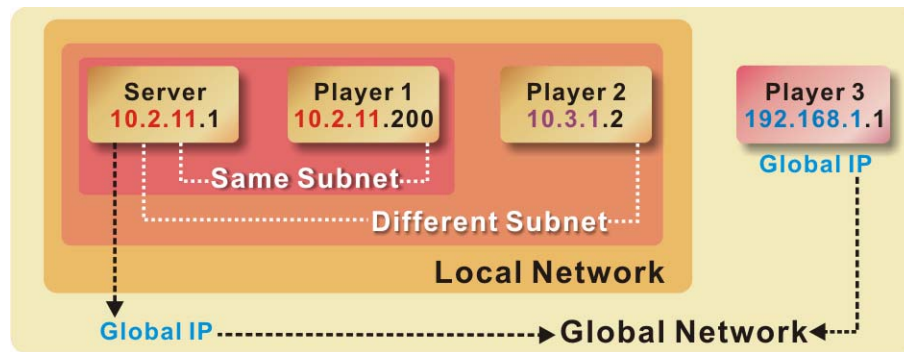 Server
10.2.11.1
Player 1
10.2.11.200
Player 2
10.3.1.2
Player 3
192.168.1.1
Global IP
Same Subnet
Different Subnet
Local Network
Global IP
Global Network